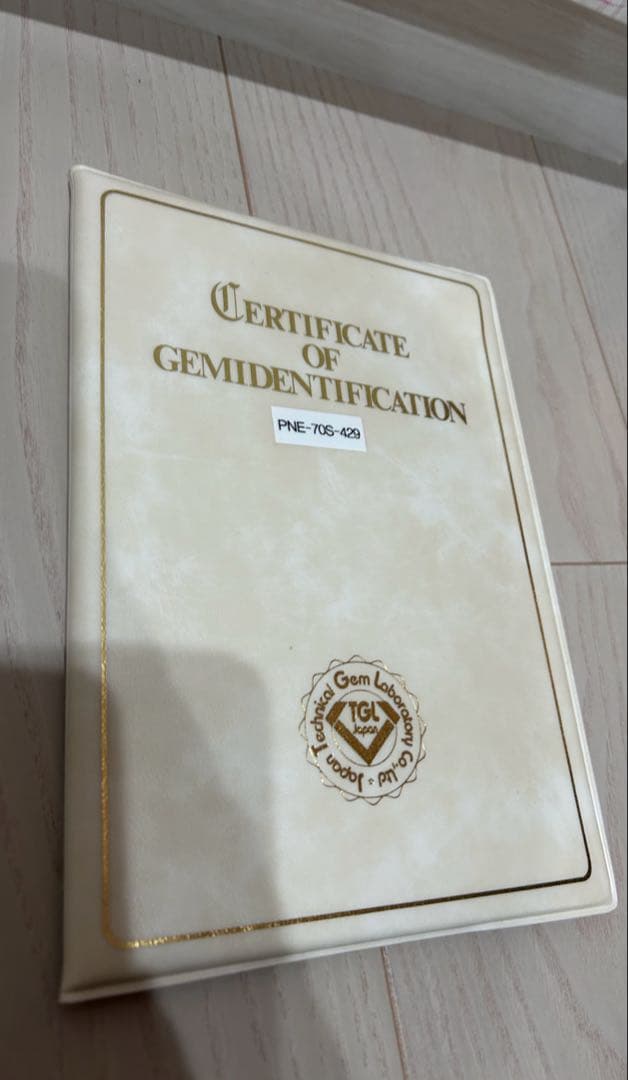 CERTIFICATE
OF
GEMIDENTIFICATION
PNE-70S-429
Japan Technical Gem Laboratory Co., Ltd
TGL
Japan